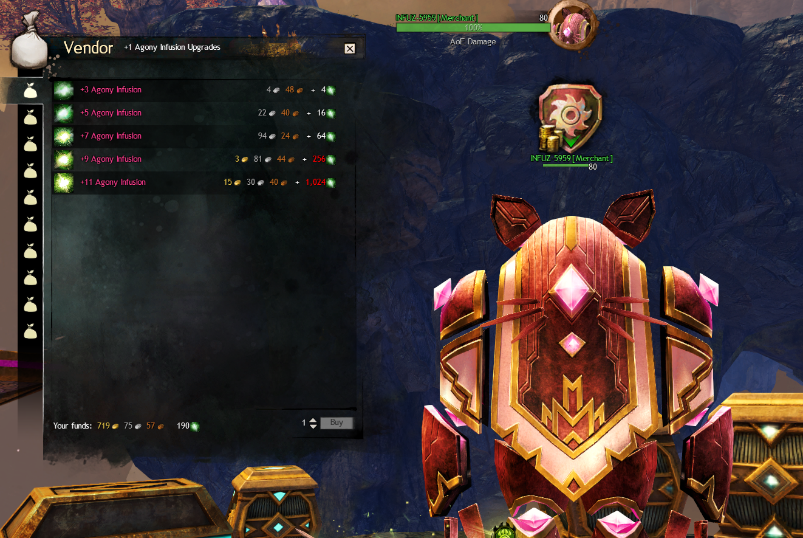 INFUZ-5959 [Merchant] 80
100%
AoE Damage
Vendor +1 Agony Infusion Upgrades
+3 Agony Infusion 4 48 + 4
+5 Agony Infusion 22 40 + 16
+7 Agony Infusion 94 24 + 64
+9 Agony Infusion 3 81 44 + 256
+11 Agony Infusion 15 30 40 + 1,024
INFUZ-5959 [Merchant]
80
Your funds: 719 75 57 190
1 Buy